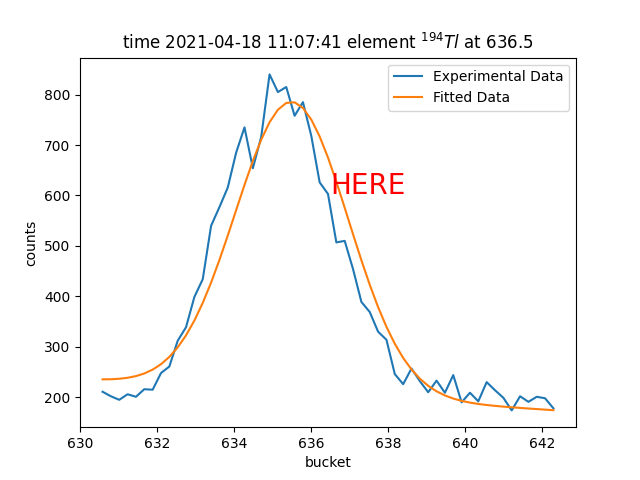 time 2021-04-18 11:07:41 element ¹⁹⁴Tl at 636.5
Experimental Data
Fitted Data
HERE
counts
800
700
600
500
400
300
200
630 632 634 636 638 640 642
bucket